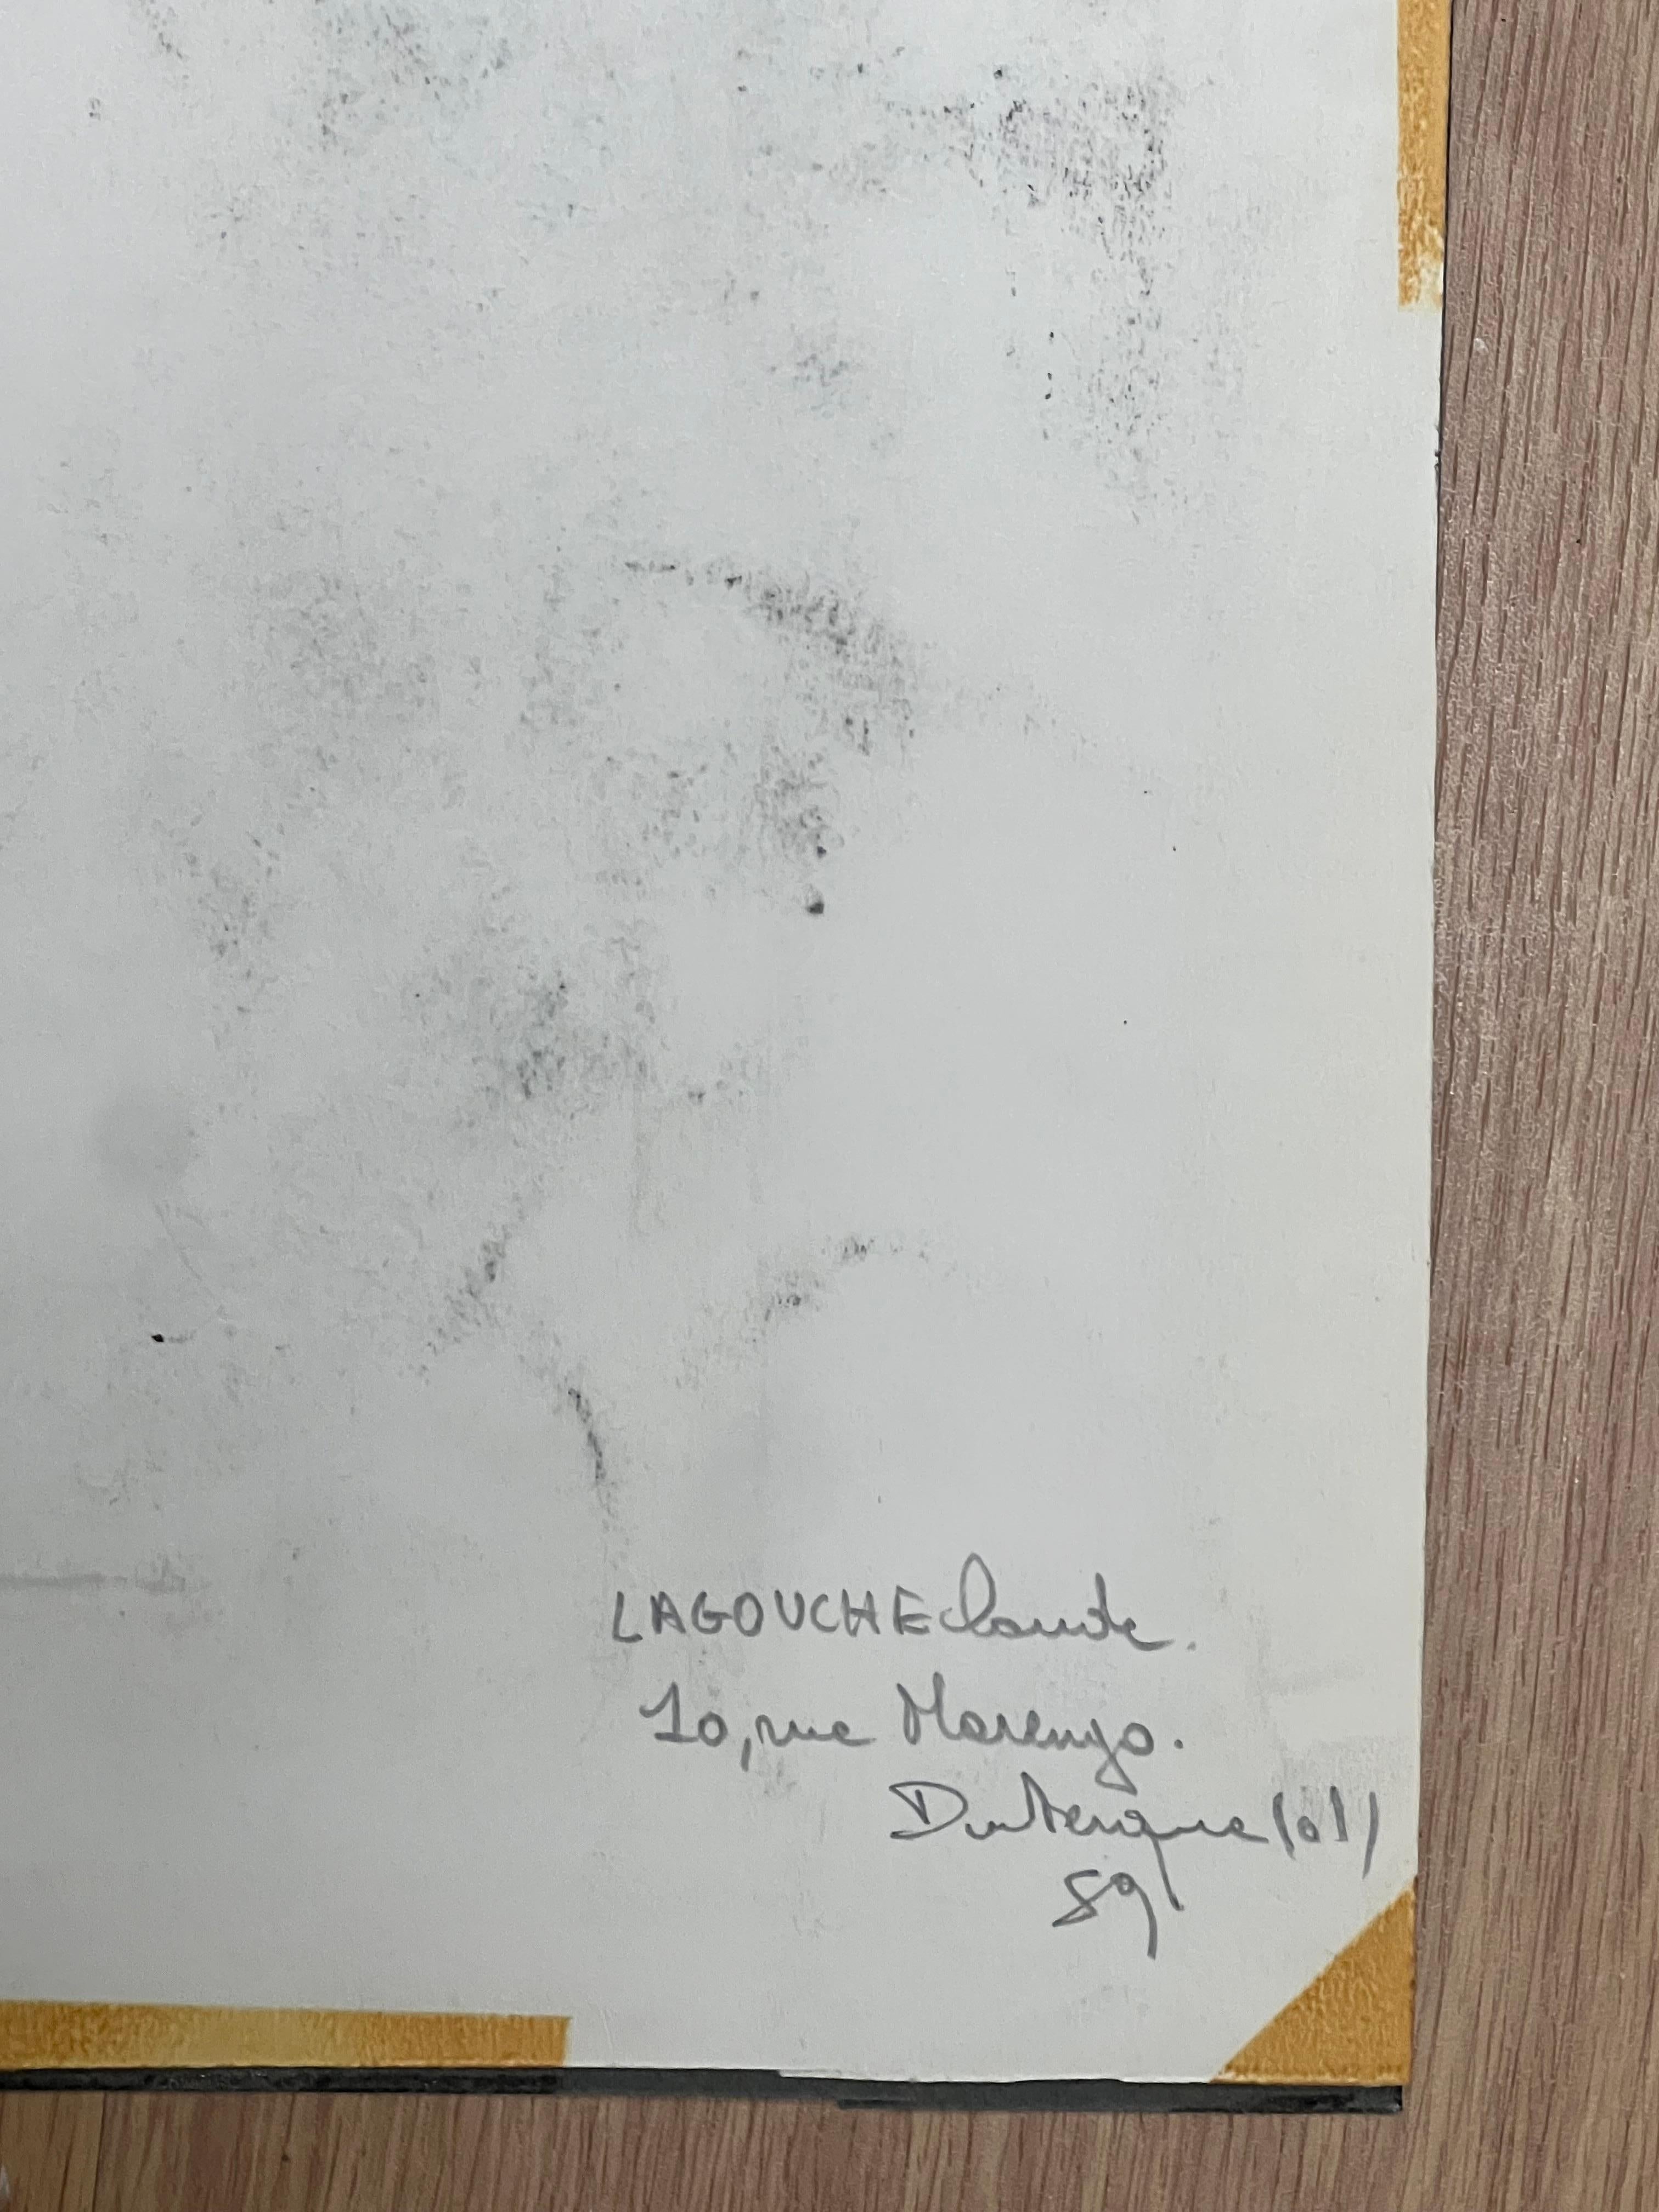 LAGOUCHE Claude.
10, rue Marengo.
Dunkerque (01)
59